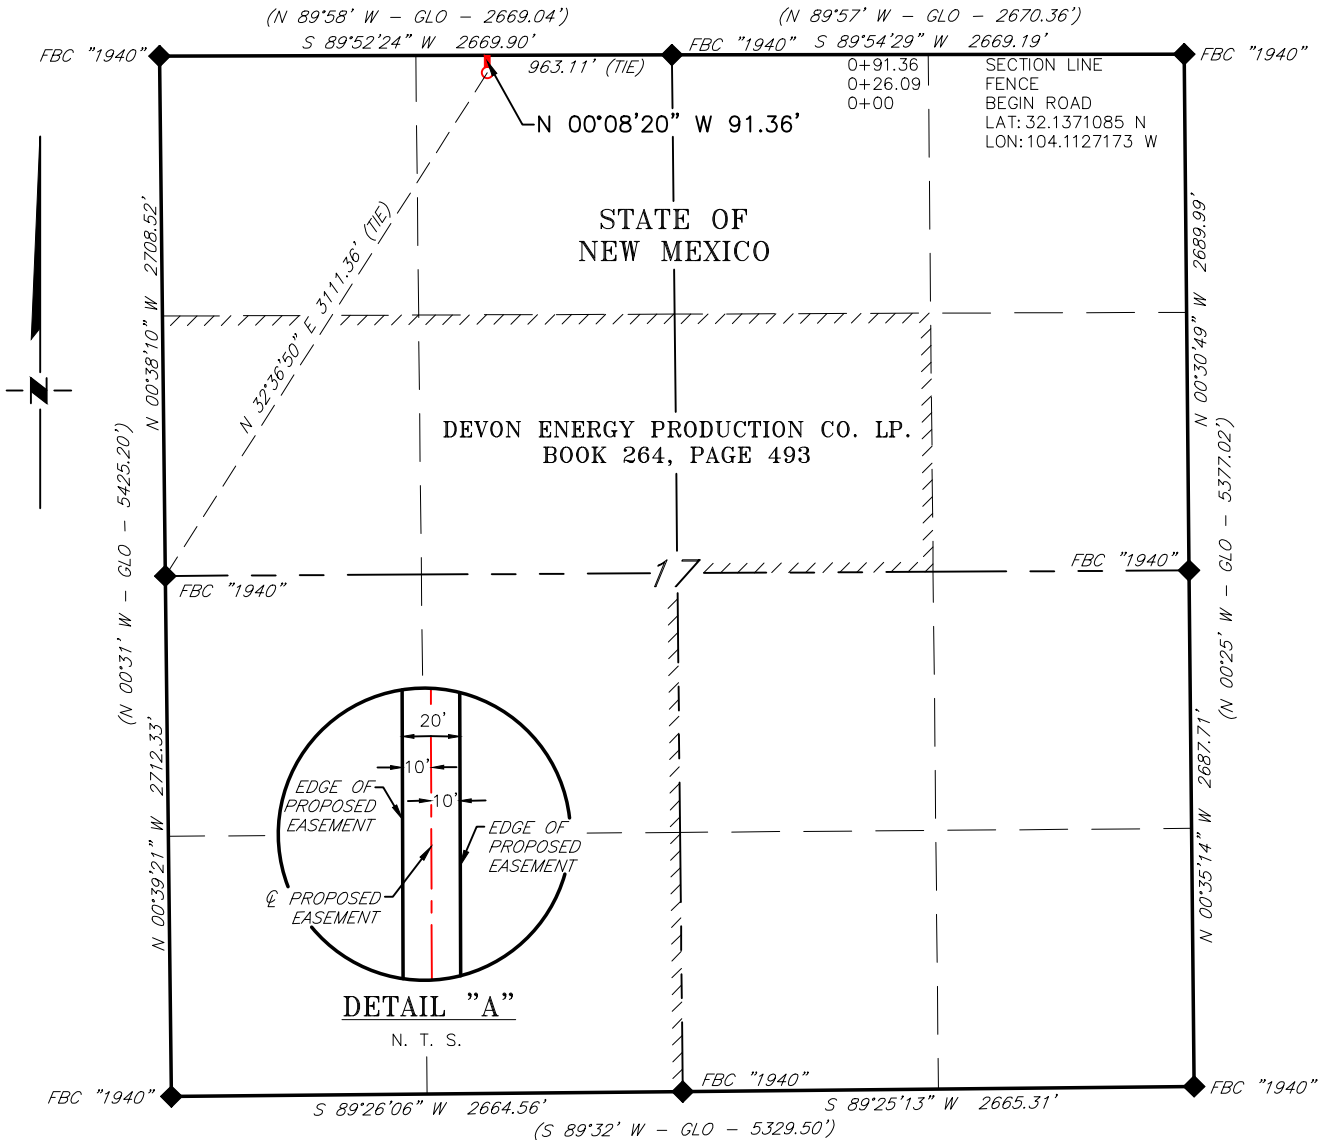 (N 89°58' W - GLO - 2669.04')
(N 89°57' W - GLO - 2670.36')
S 89°52'24" W 2669.90'
S 89°54'29" W 2669.19'
FBC "1940"
FBC "1940"
FBC "1940"
963.11' (TIE)
0+91.36 SECTION LINE
0+26.09 FENCE
0+00 BEGIN ROAD
LAT: 32.1371085 N
LON: 104.1127173 W
N 00°08'20" W 91.36'
STATE OF
NEW MEXICO
N 00°38'10" W 2708.52'
N 32°36'50" E 3111.36' (TIE)
N 00°30'49" W 2689.99'
N
DEVON ENERGY PRODUCTION CO. LP.
BOOK 264, PAGE 493
(N 00°31' W - GLO - 5425.20')
(N 00°25' W - GLO - 5377.02')
17
FBC "1940"
FBC "1940"
N 00°39'21" W 2712.33'
N 00°35'14" W 2687.71'
20'
10'
10'
EDGE OF
PROPOSED
EASEMENT
EDGE OF
PROPOSED
EASEMENT
℄ PROPOSED
EASEMENT
DETAIL "A"
N. T. S.
FBC "1940"
FBC "1940"
FBC "1940"
S 89°26'06" W 2664.56'
S 89°25'13" W 2665.31'
(S 89°32' W - GLO - 5329.50')